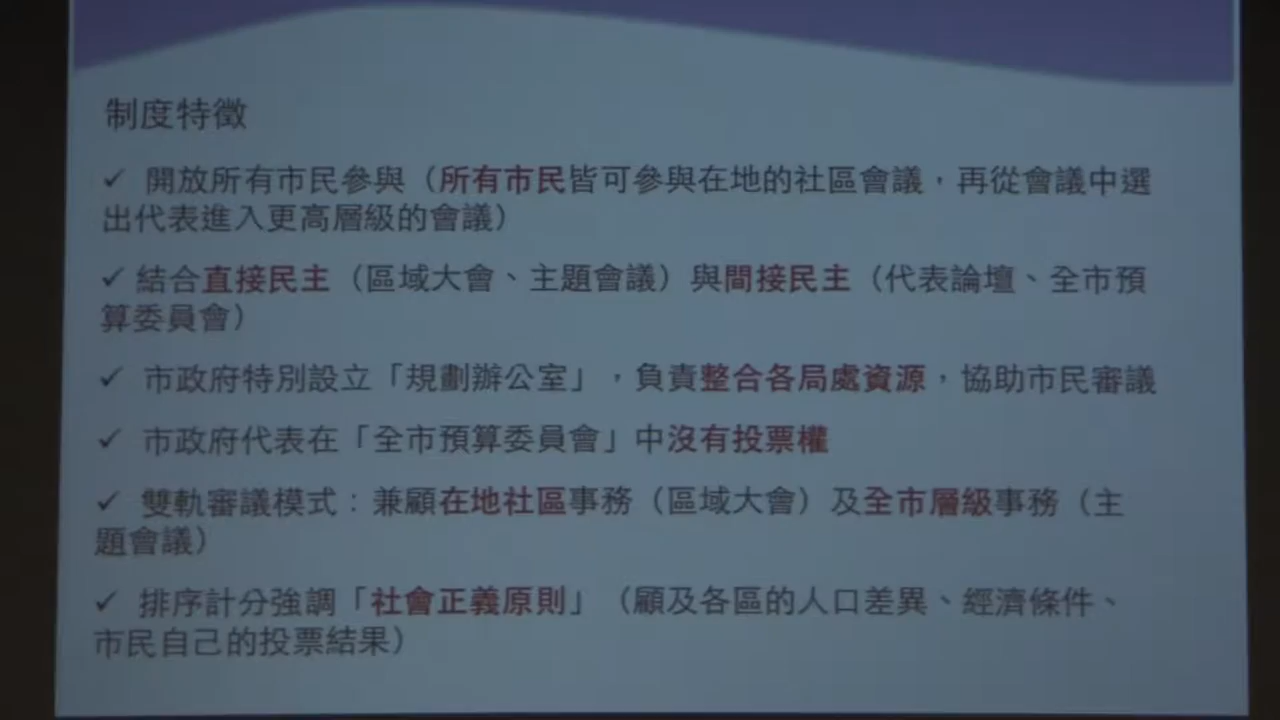 制度特徵
✓ 開放所有市民參與（所有市民皆可參與在地的社區會議，再從會議中選
出代表進入更高層級的會議）
✓ 結合直接民主（區域大會、主題會議）與間接民主（代表論壇、全市預
算委員會）
✓ 市政府特別設立「規劃辦公室」，負責整合各局處資源，協助市民審議
✓ 市政府代表在「全市預算委員會」中沒有投票權
✓ 雙軌審議模式：兼顧在地社區事務（區域大會）及全市層級事務（主
題會議）
✓ 排序計分強調「社會正義原則」（顧及各區的人口差異、經濟條件、
市民自己的投票結果）